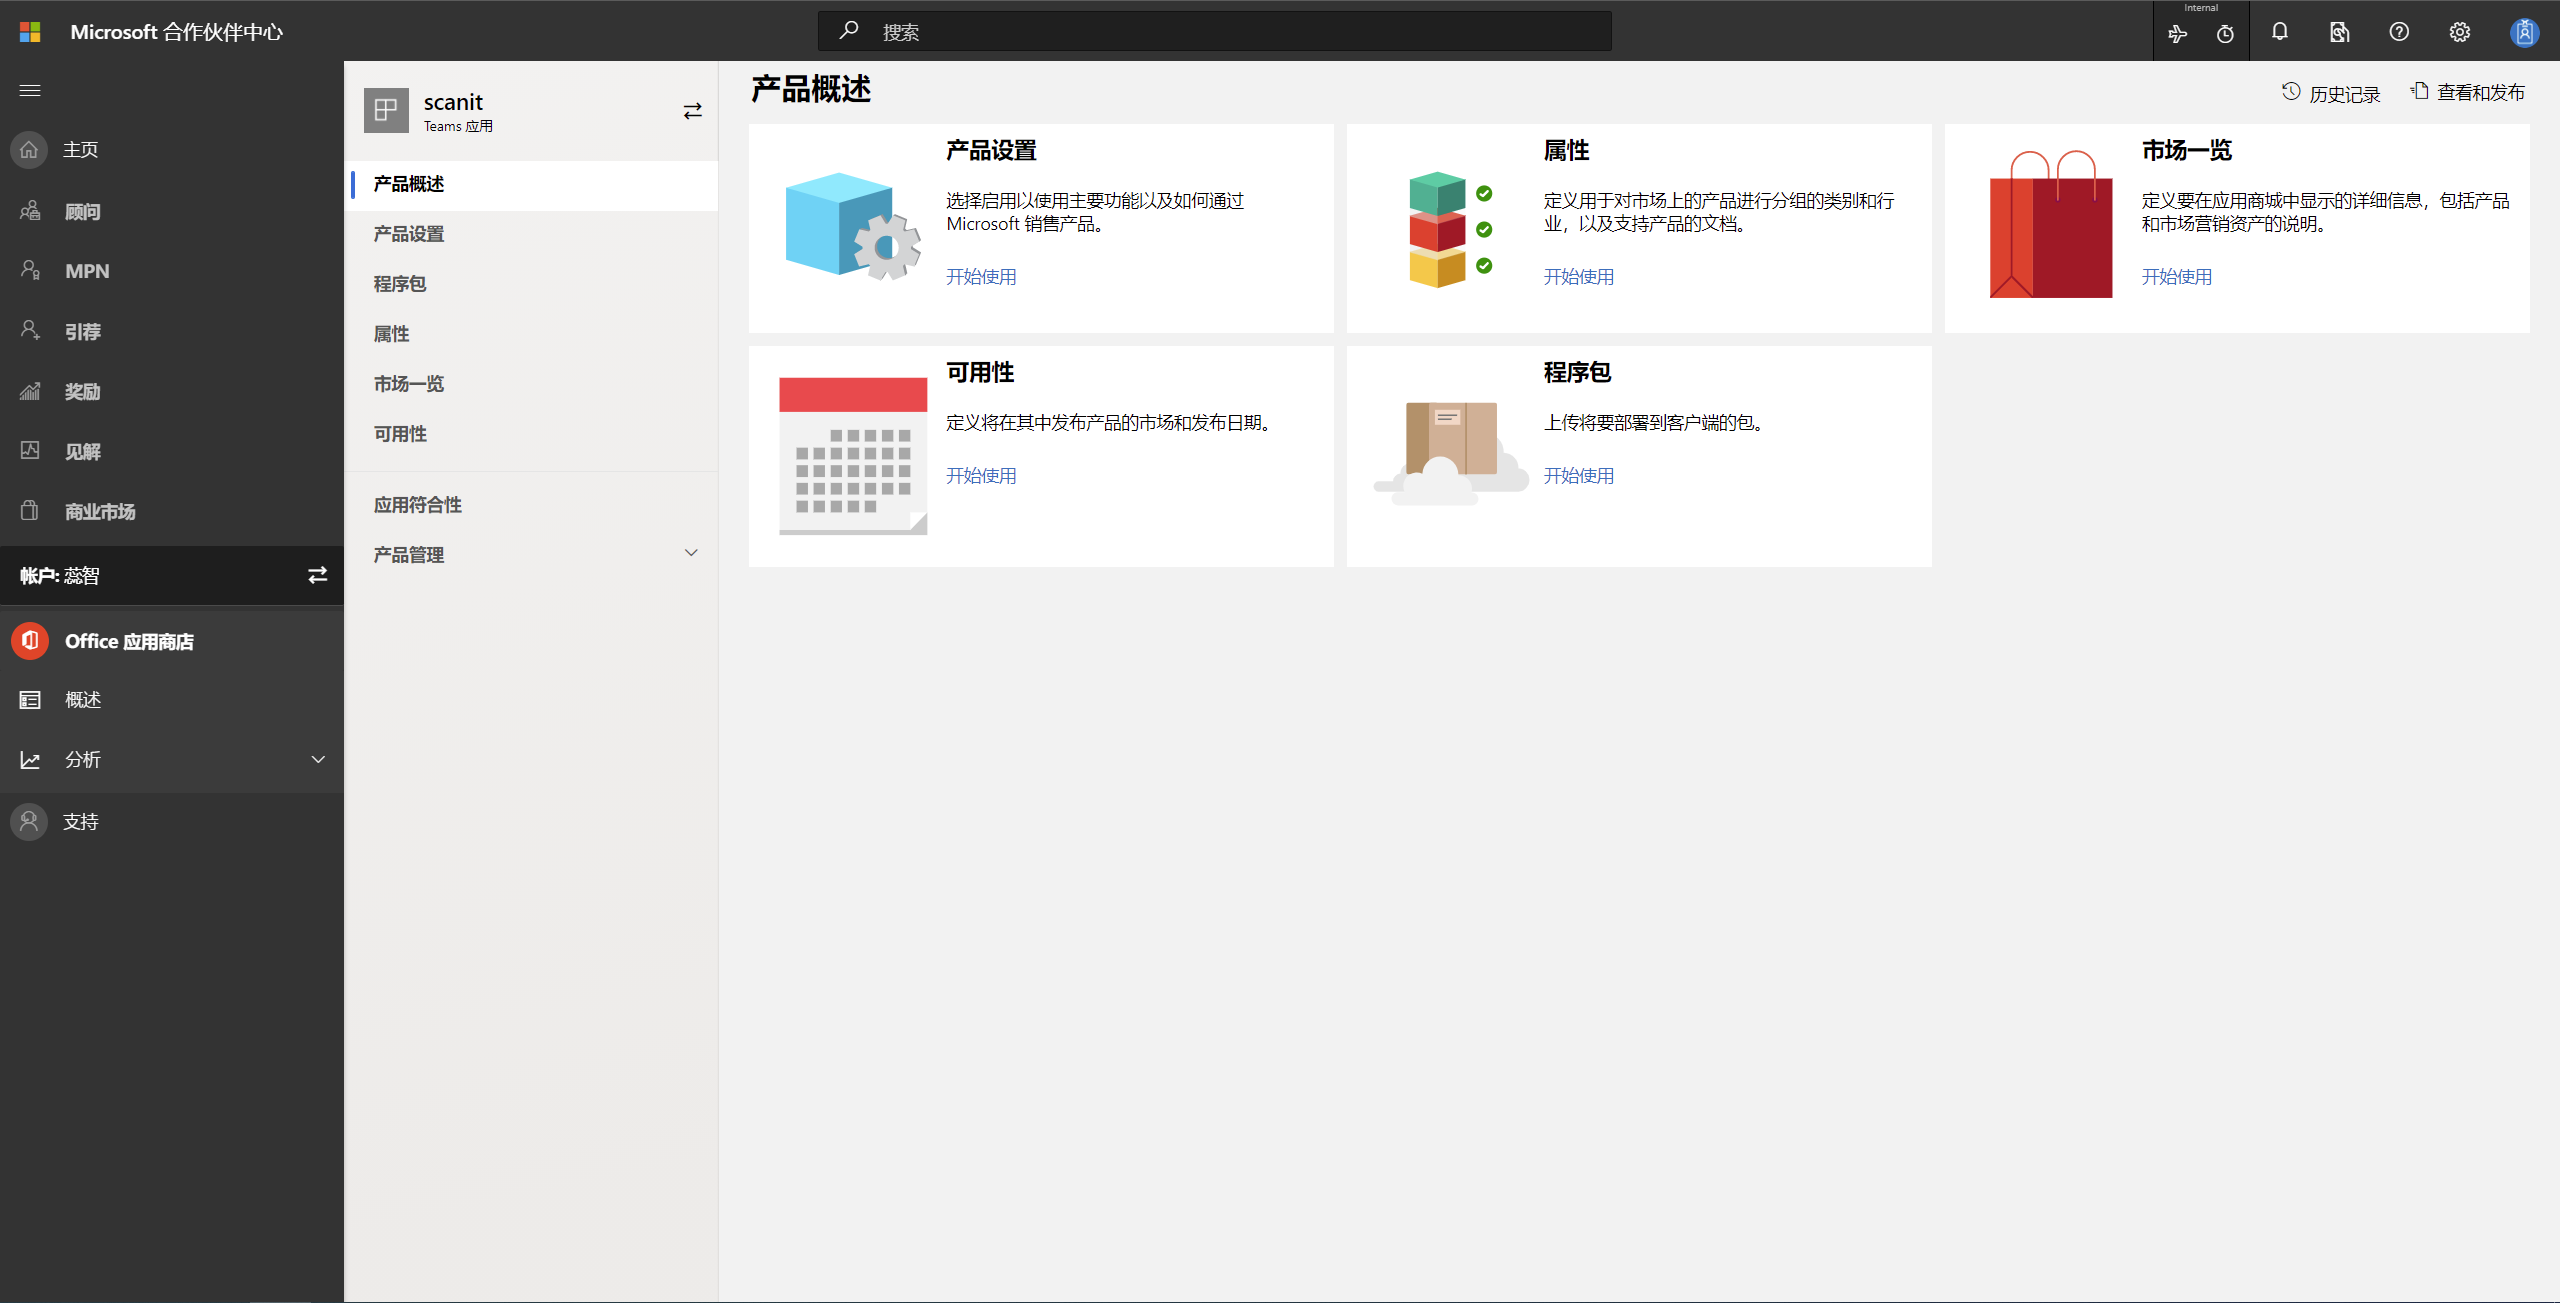 Microsoft 合作伙伴中心
搜索
Internal
主页
顾问
MPN
引荐
奖励
见解
商业市场
帐户: 蕊智
Office 应用商店
概述
分析
支持
scanit
Teams 应用
产品概述
产品设置
程序包
属性
市场一览
可用性
应用符合性
产品管理
产品概述
历史记录
查看和发布
产品设置
选择启用以使用主要功能以及如何通过
Microsoft 销售产品。
开始使用
属性
定义用于对市场上的产品进行分组的类别和行
业，以及支持产品的文档。
开始使用
市场一览
定义要在应用商城中显示的详细信息，包括产品
和市场营销资产的说明。
开始使用
可用性
定义将在其中发布产品的市场和发布日期。
开始使用
程序包
上传将要部署到客户端的包。
开始使用